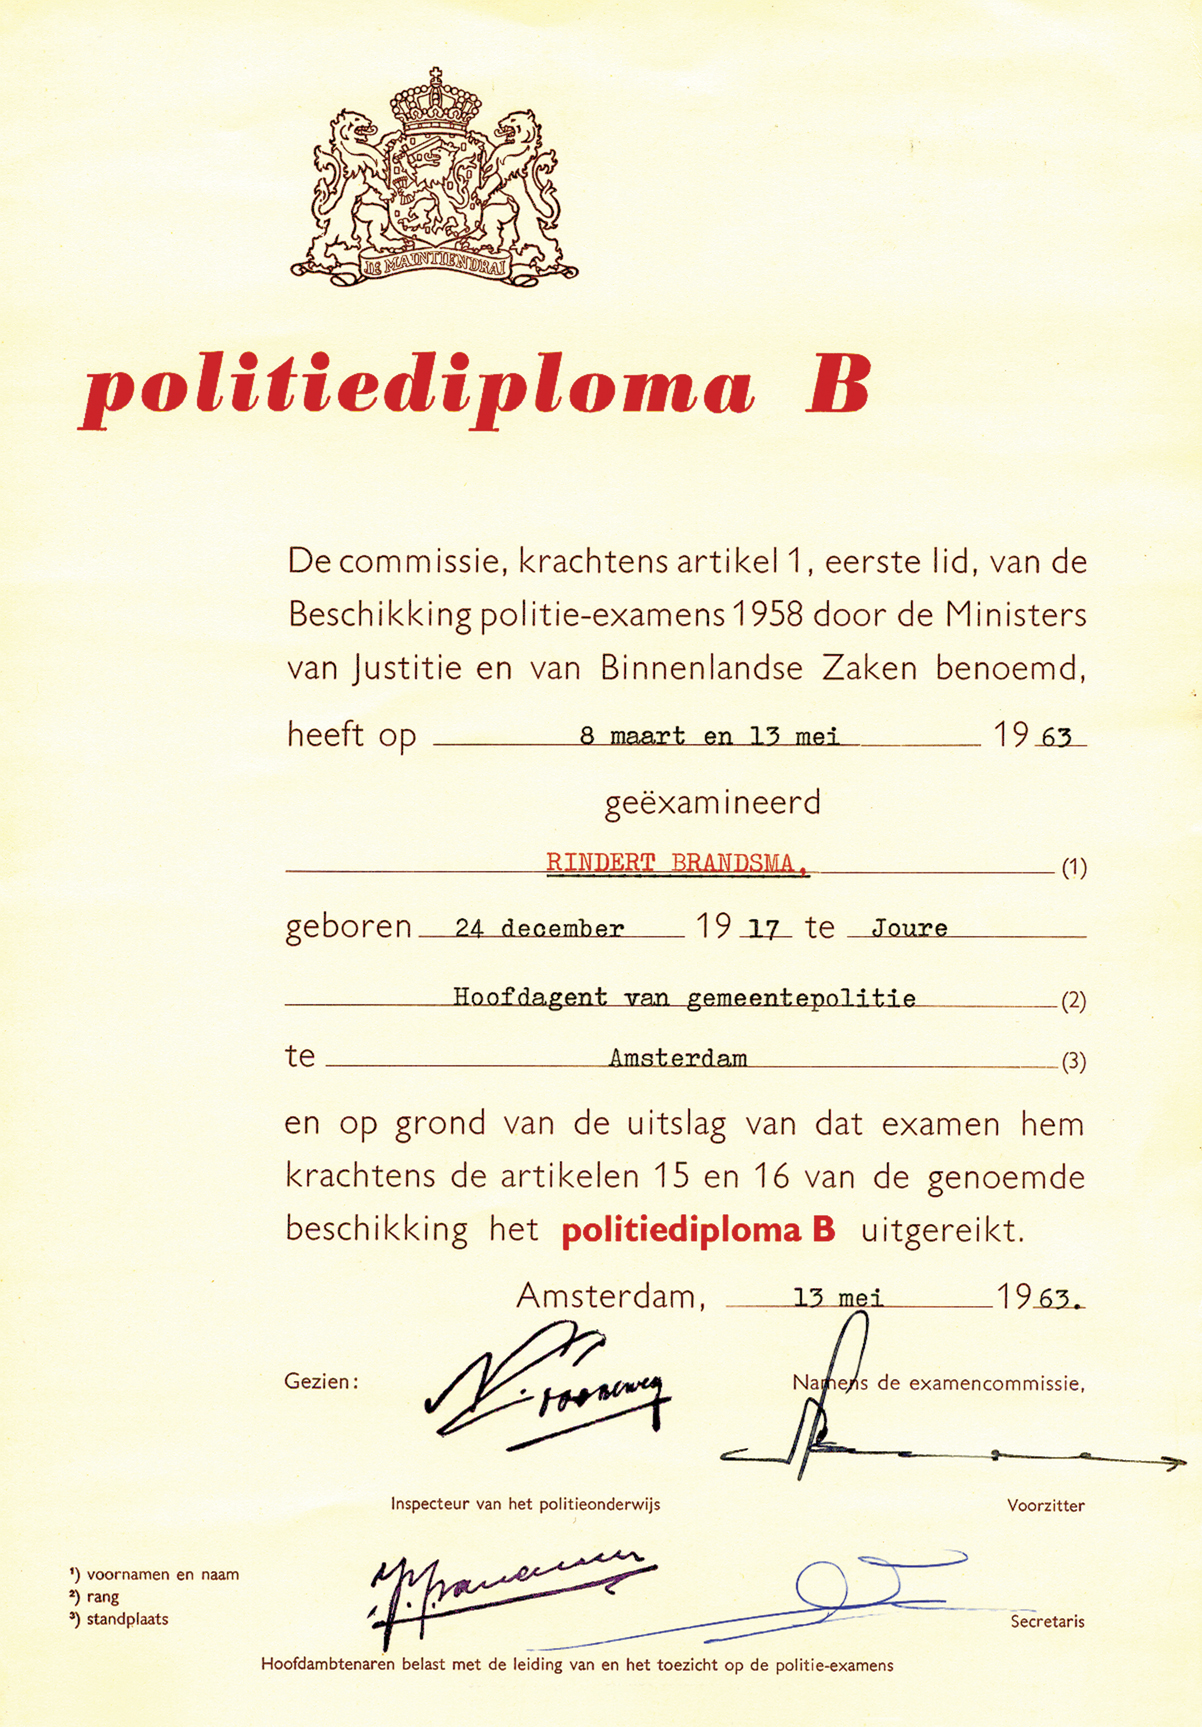 JE MAINTIENDRAI
politiediploma B
De commissie, krachtens artikel 1, eerste lid, van de
Beschikking politie-examens 1958 door de Ministers
van Justitie en van Binnenlandse Zaken benoemd,
heeft op 8 maart en 13 mei 1963
geëxamineerd
RINDERT BRANDSMA, (1)
geboren 24 december 1917 te Joure
Hoofdagent van gemeentepolitie (2)
te Amsterdam (3)
en op grond van de uitslag van dat examen hem
krachtens de artikelen 15 en 16 van de genoemde
beschikking het politiediploma B uitgereikt.
Amsterdam, 13 mei 1963.
Gezien: Namens de examencommissie,
Inspecteur van het politieonderwijs Voorzitter
¹) voornamen en naam
²) rang
³) standplaats
Secretaris
Hoofdambtenaren belast met de leiding van en het toezicht op de politie-examens